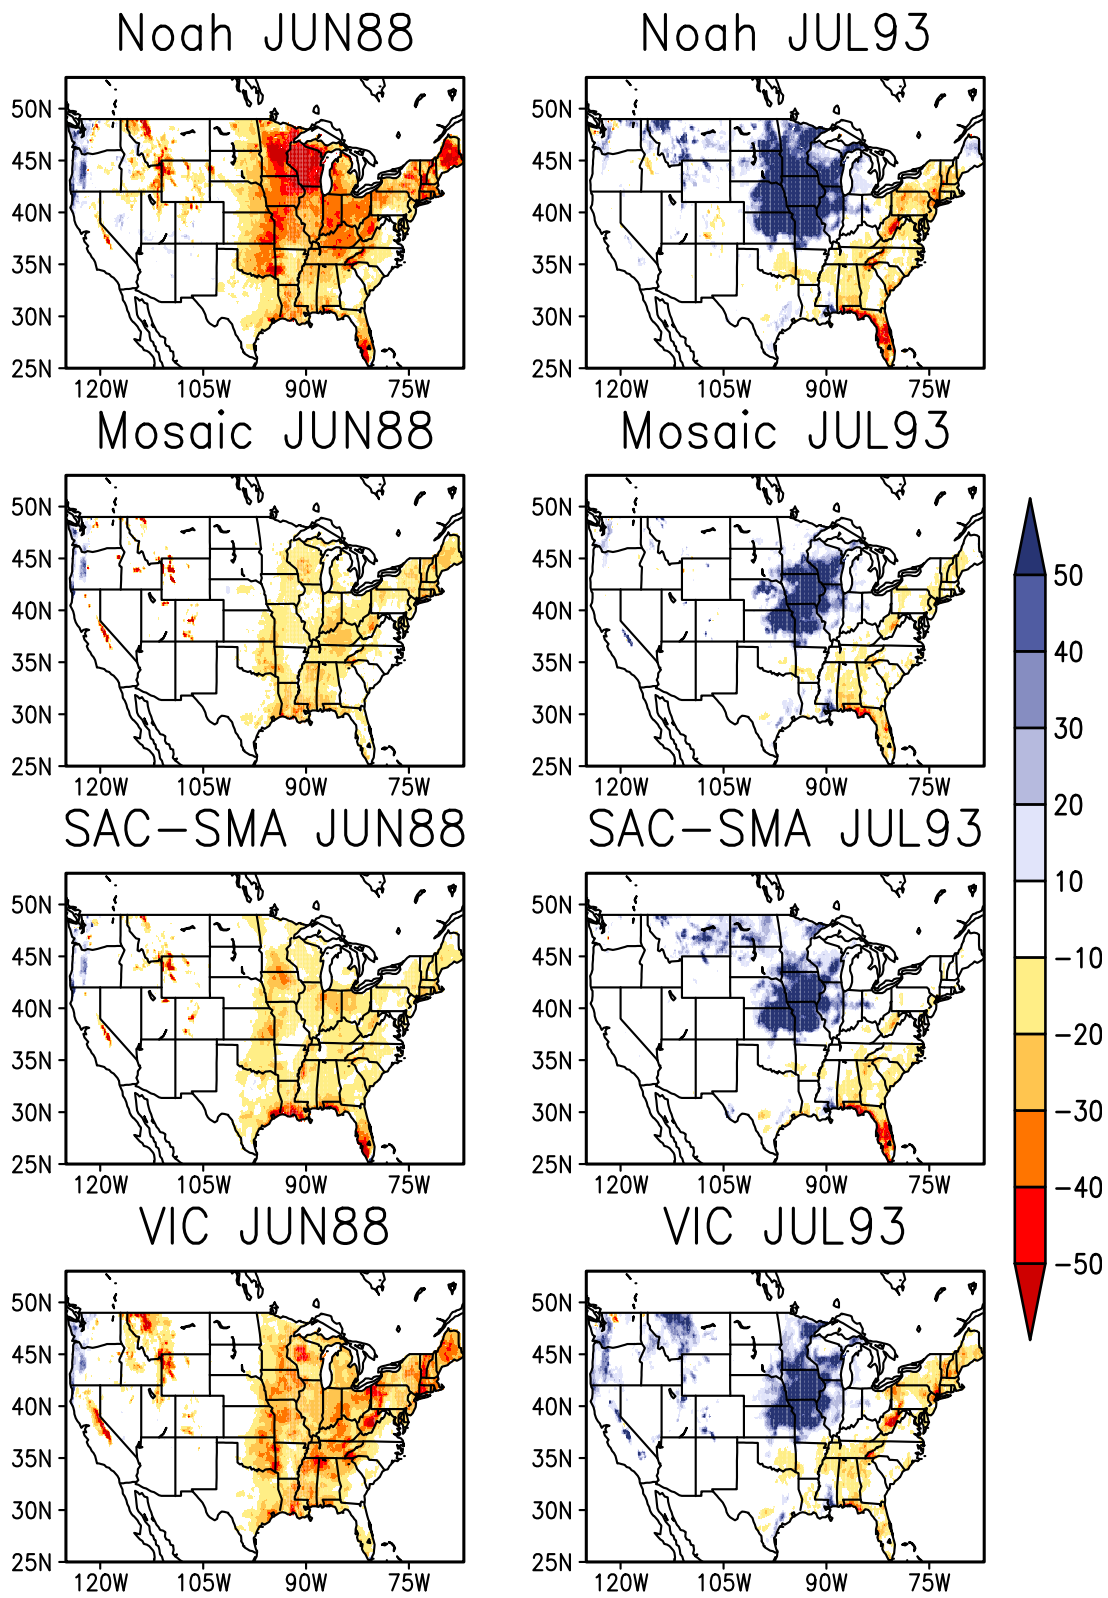 Noah JUN88 Noah JUL93
50N 50N
45N 45N
40N 40N
35N 35N
30N 30N
25N 25N
120W 105W 90W 75W 120W 105W 90W 75W
Mosaic JUN88 Mosaic JUL93
50N 50N
45N 45N
40N 40N
35N 35N
30N 30N
25N 25N
120W 105W 90W 75W 120W 105W 90W 75W
SAC-SMA JUN88 SAC-SMA JUL93
50N 50N
45N 45N
40N 40N
35N 35N
30N 30N
25N 25N
120W 105W 90W 75W 120W 105W 90W 75W
VIC JUN88 VIC JUL93
50N 50N
45N 45N
40N 40N
35N 35N
30N 30N
25N 25N
120W 105W 90W 75W 120W 105W 90W 75W
50
40
30
20
10
-10
-20
-30
-40
-50